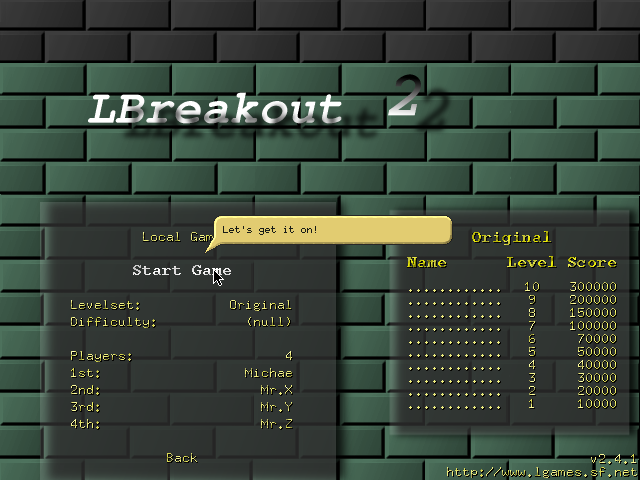 LBreakout 2
Let's get it on!
Local Gam
Start Game
Levelset: Original
Difficulty: (null)
Players: 4
1st: Michae
2nd: Mr.X
3rd: Mr.Y
4th: Mr.Z
Back
Original
Name Level Score
............ 10 300000
............ 9 200000
............ 8 150000
............ 7 100000
............ 6 70000
............ 5 50000
............ 4 40000
............ 3 30000
............ 2 20000
............ 1 10000
v2.4.1
http://www.lgames.sf.net